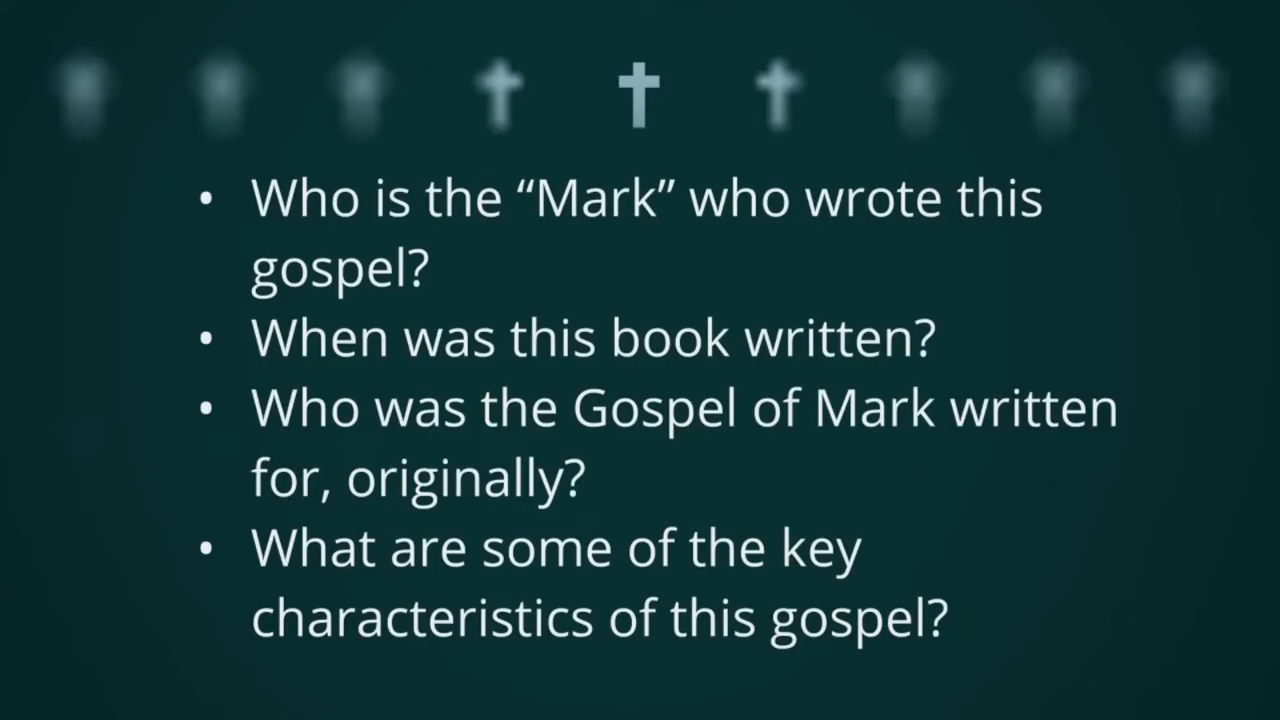 • Who is the “Mark” who wrote this
gospel?
• When was this book written?
• Who was the Gospel of Mark written
for, originally?
• What are some of the key
characteristics of this gospel?